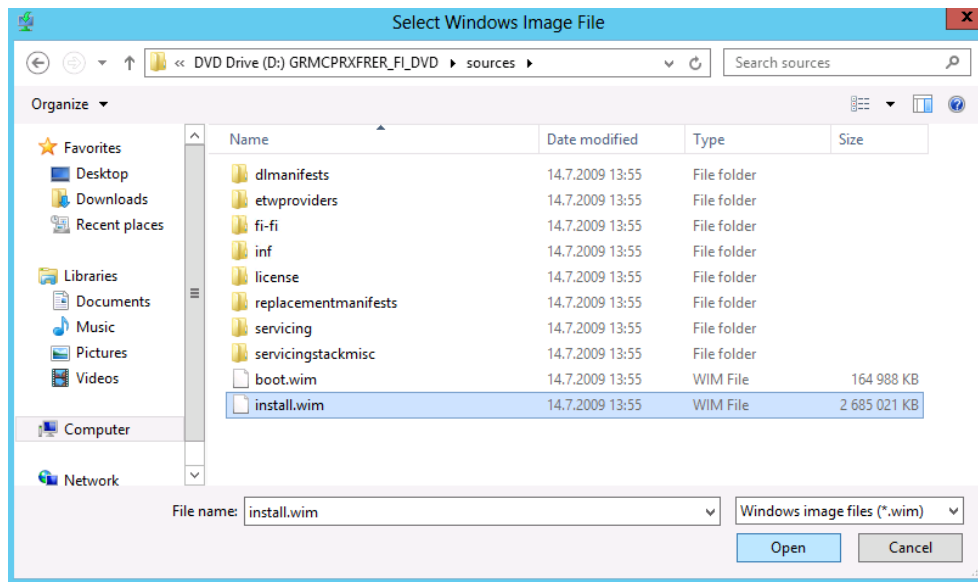 Select Windows Image File
x
« DVD Drive (D:) GRMCPRXFRER_FI_DVD sources
Search sources
Organize
Favorites
Desktop
Downloads
Recent places
Libraries
Documents
Music
Pictures
Videos
Computer
Network
Name Date modified Type Size
dlmanifests 14.7.2009 13:55 File folder
etwproviders 14.7.2009 13:55 File folder
fi-fi 14.7.2009 13:55 File folder
inf 14.7.2009 13:55 File folder
license 14.7.2009 13:55 File folder
replacementmanifests 14.7.2009 13:55 File folder
servicing 14.7.2009 13:55 File folder
servicingstackmisc 14.7.2009 13:55 File folder
boot.wim 14.7.2009 13:55 WIM File 164 988 KB
install.wim 14.7.2009 13:55 WIM File 2 685 021 KB
File name: install.wim Windows image files (*.wim)
Open Cancel